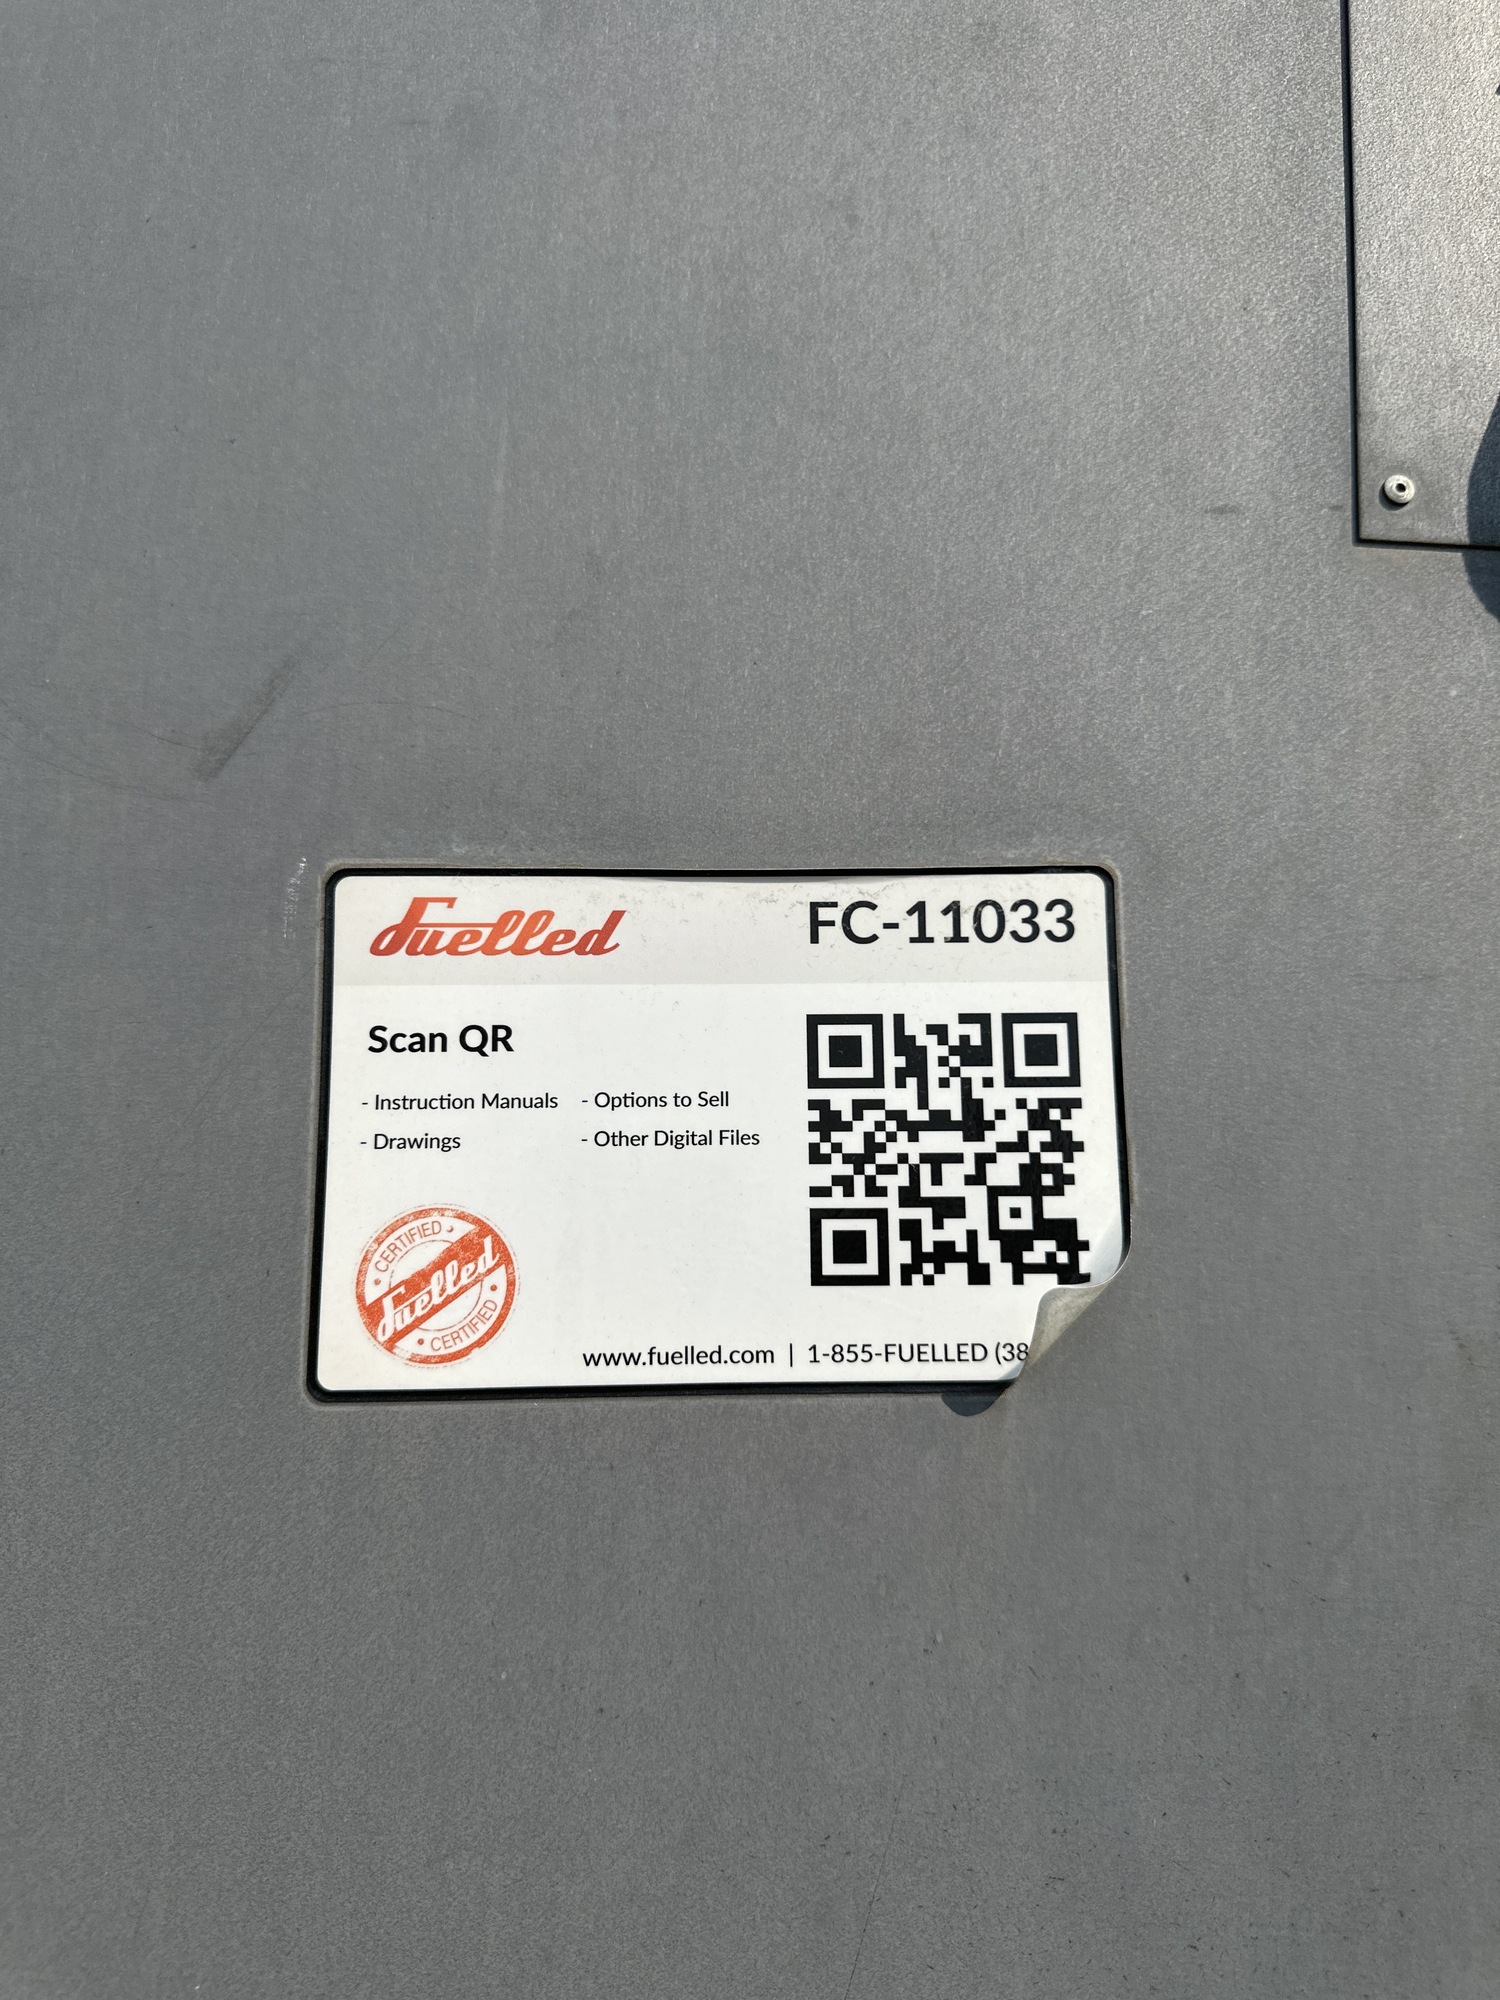 Fuelled
FC-11033
Scan QR
- Instruction Manuals
- Options to Sell
- Drawings
- Other Digital Files
CERTIFIED
Fuelled
CERTIFIED
www.fuelled.com | 1-855-FUELLED (38